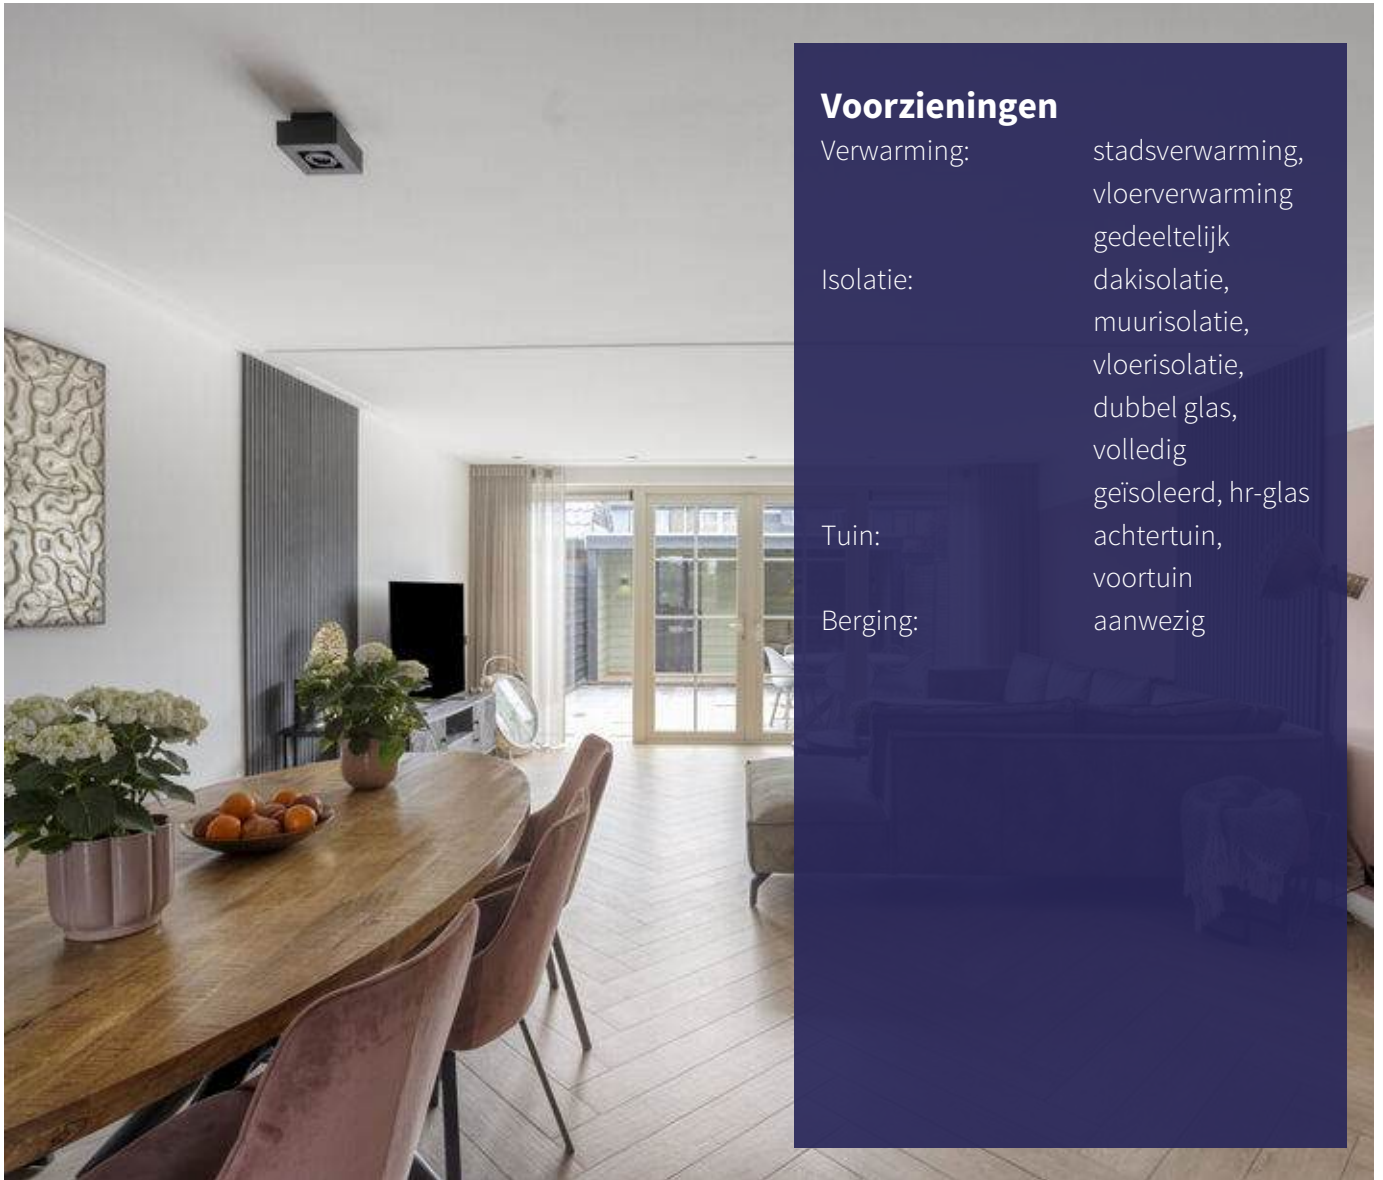 Voorzieningen
Verwarming: stadsverwarming,
vloerverwarming
gedeeltelijk
Isolatie: dakisolatie,
muurisolatie,
vloerisolatie,
dubbel glas,
volledig
geïsoleerd, hr-glas
Tuin: achtertuin,
voortuin
Berging: aanwezig